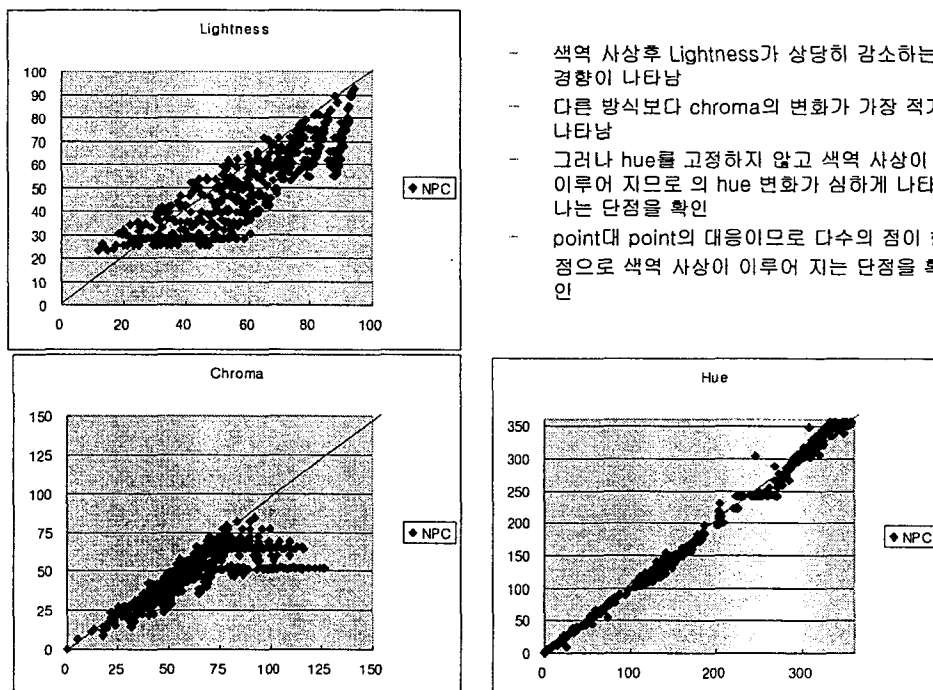 Lightness
100
90
80
70
60
50
40
30
20
10
0
0 20 40 60 80 100
NPC
- 색역 사상후 Lightness가 상당히 감소하는
경향이 나타남
- 다른 방식보다 chroma의 변화가 가장 적게
나타남
- 그러나 hue를 고정하지 않고 색역 사상이
이루어 지므로 의 hue 변화가 심하게 나타
나는 단점을 확인
- point대 point의 대응이므로 다수의 점이
점으로 색역 사상이 이루어 지는 단점을
인
Chroma
150
125
100
75
50
25
0
0 25 50 75 100 125 150
NPC
Hue
350
300
250
200
150
100
50
0
0 100 200 300
NPC